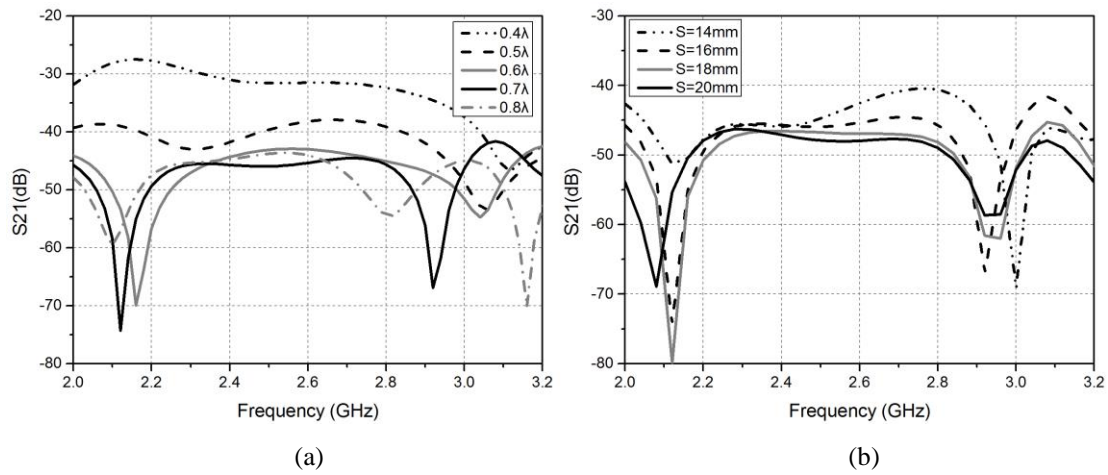 -20
-30
-40
-50
-60
-70
-80
S21(dB)
2.0 2.2 2.4 2.6 2.8 3.0 3.2
Frequency (GHz)
0.4λ
0.5λ
0.6λ
0.7λ
0.8λ
(a)
-30
-40
-50
-60
-70
-80
S21(dB)
2.0 2.2 2.4 2.6 2.8 3.0 3.2
Frequency (GHz)
S=14mm
S=16mm
S=18mm
S=20mm
(b)